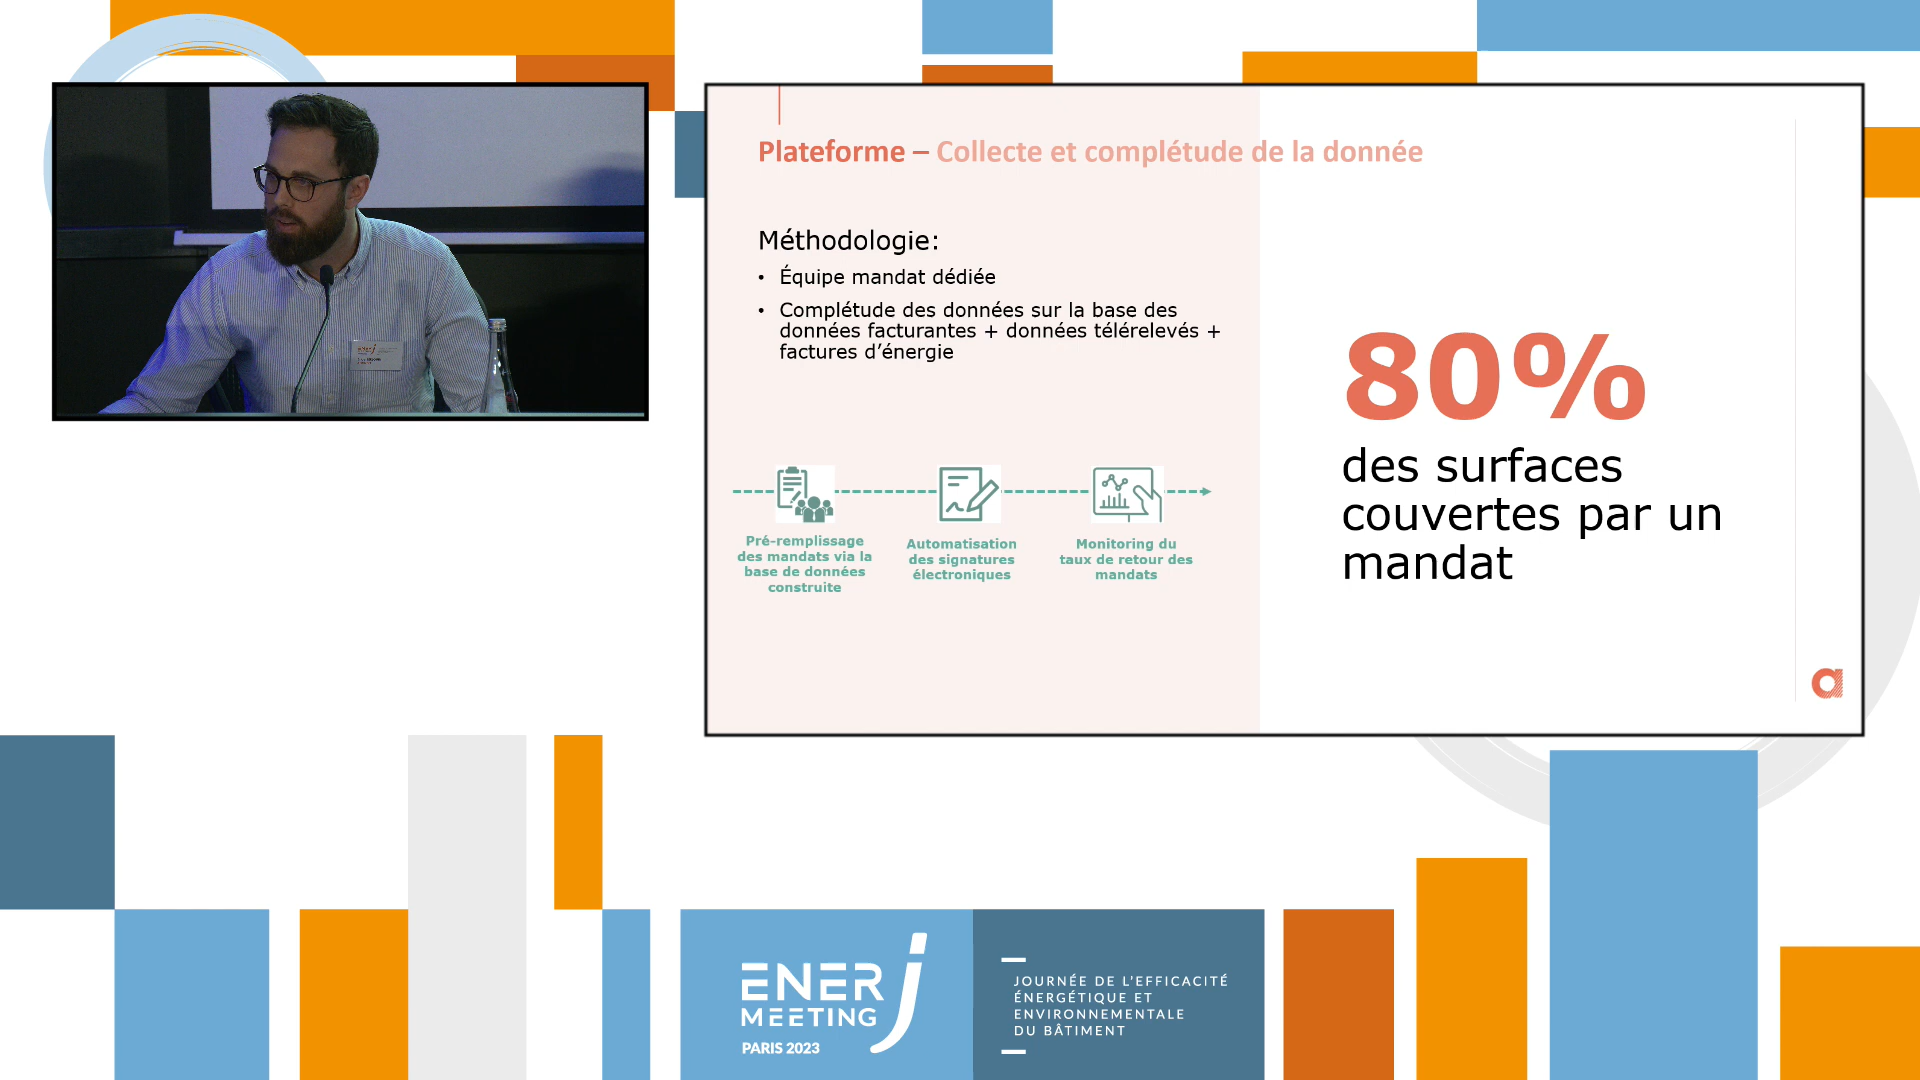 Plateforme – Collecte et complétude de la donnée
Méthodologie:
• Équipe mandat dédiée
• Complétude des données sur la base des
données facturantes + données télérelevés +
factures d’énergie
Pré-remplissage
des mandats via la
base de données
construite
Automatisation
des signatures
électroniques
Monitoring du
taux de retour des
mandats
80%
des surfaces
couvertes par un
mandat
a
ENERJ
MEETING
PARIS 2023
JOURNÉE DE L’EFFICACITÉ
ÉNERGÉTIQUE ET
ENVIRONNEMENTALE
DU BÂTIMENT